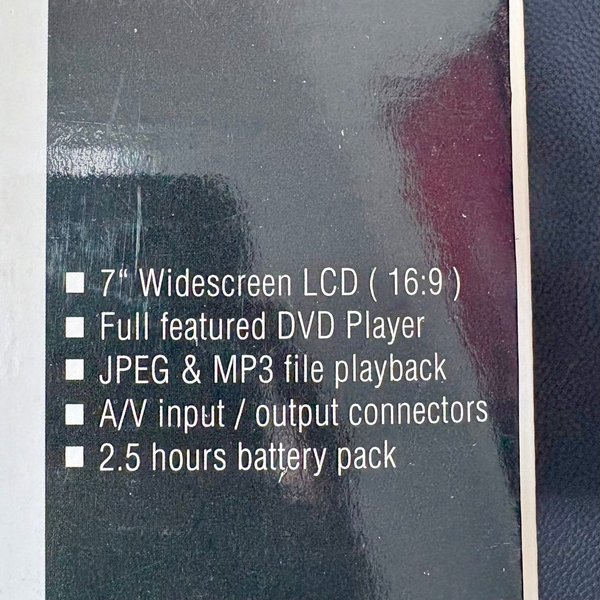 ■ 7“ Widescreen LCD ( 16:9 )
■ Full featured DVD Player
■ JPEG & MP3 file playback
■ A/V input / output connectors
■ 2.5 hours battery pack